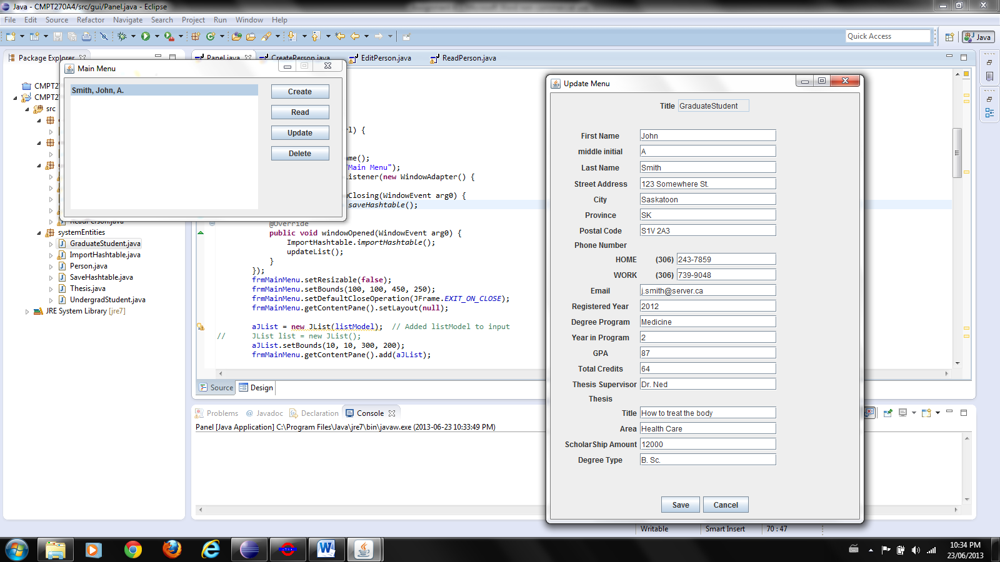 Java - CMPT270A4/src/gui/Panel.java - Eclipse
File Edit Source Refactor Navigate Search Project Run Window Help
Quick Access
Java
Package Explorer
Panel.java CreatePerson.java EditPerson.java ReadPerson.java
Main Menu
Smith, John, A.
Create
Read
Update
Delete
CMPT27
CMPT27
src
ReadPerson.java
systemEntities
GraduateStudent.java
ImportHashtable.java
Person.java
SaveHashtable.java
Thesis.java
UndergradStudent.java
JRE System Library [jre7]
rl) {
ame();
"Main Menu");
istener(new WindowAdapter() {
wClosing(WindowEvent arg0) {
saveHashtable();
@Override
public void windowOpened(WindowEvent arg0) {
ImportHashtable.importHashtable();
updateList();
}
});
frmMainMenu.setResizable(false);
frmMainMenu.setBounds(100, 100, 450, 250);
frmMainMenu.setDefaultCloseOperation(JFrame.EXIT_ON_CLOSE);
frmMainMenu.getContentPane().setLayout(null);
aJList = new JList(listModel);  // Added listModel to input
//      JList list = new JList();
aJList.setBounds(10, 10, 300, 200);
frmMainMenu.getContentPane().add(aJList);
Source Design
Problems @ Javadoc Declaration Console
Panel [Java Application] C:\Program Files\Java\jre7\bin\javaw.exe (2013-06-23 10:33:49 PM)
Update Menu
Title GraduateStudent
First Name John
middle initial A
Last Name Smith
Street Address 123 Somewhere St.
City Saskatoon
Province SK
Postal Code S1V 2A3
Phone Number
HOME (306) 243-7859
WORK (306) 739-9048
Email j.smith@server.ca
Registered Year 2012
Degree Program Medicine
Year in Program 2
GPA 87
Total Credits 64
Thesis Supervisor Dr. Ned
Thesis
Title How to treat the body
Area Health Care
ScholarShip Amount 12000
Degree Type B. Sc.
Save Cancel
Writable Smart Insert 70 : 47
10:34 PM
23/06/2013